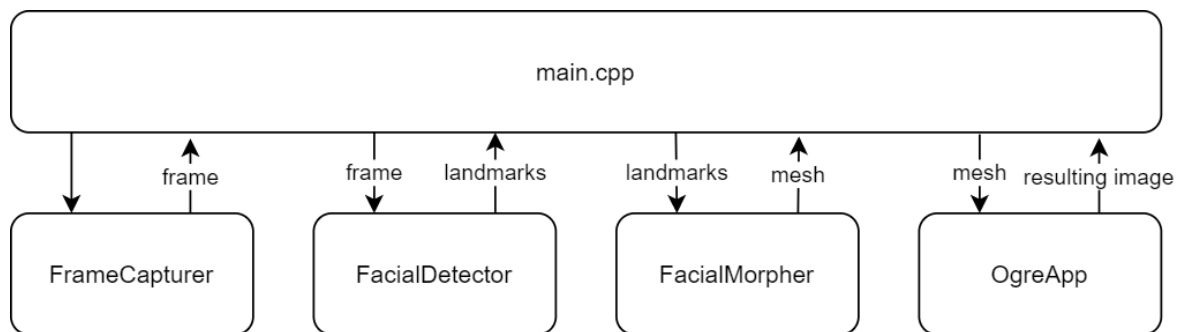 main.cpp
frame
frame
landmarks
landmarks
mesh
mesh
resulting image
FrameCapturer
FacialDetector
FacialMorpher
OgreApp